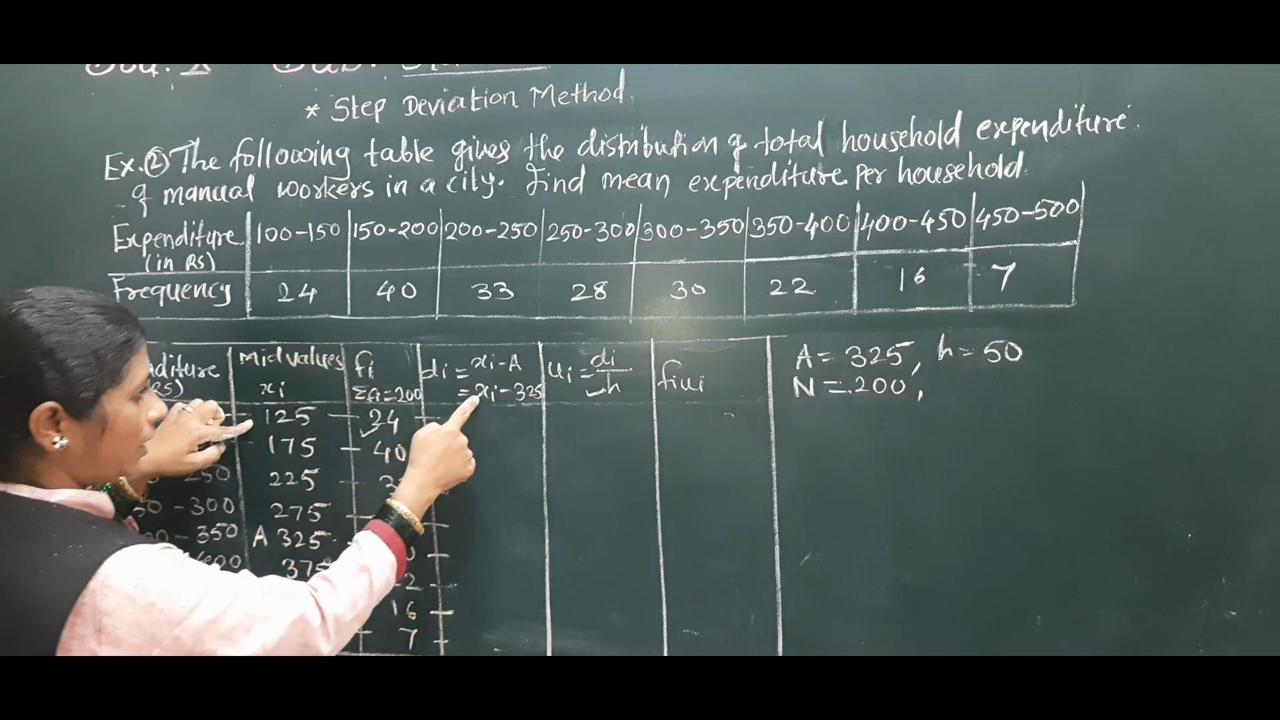 * Step Deviation Method.
Ex.② The following table gives the distribution of total household expenditure
of manual workers in a city. find mean expenditure per household.
Expenditure (in RS) 100-150 150-200 200-250 250-300 300-350 350-400 400-450 450-500
Frequency 24 40 33 28 30 22 16 7
Midvalues xi fi Σfi=200 di = xi-A = xi-325 ui = di/h fiui
125 24
175 40
250 225
-300 275
350 A 325
16
7
A = 325, h = 50
N = 200,